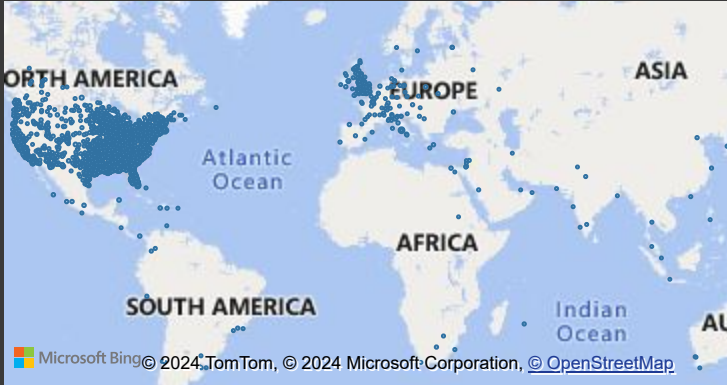 ORTH AMERICA
EUROPE
ASIA
Atlantic
Ocean
AFRICA
SOUTH AMERICA
Indian
Ocean
AU
Microsoft Bing
© 2024 TomTom, © 2024 Microsoft Corporation, © OpenStreetMap